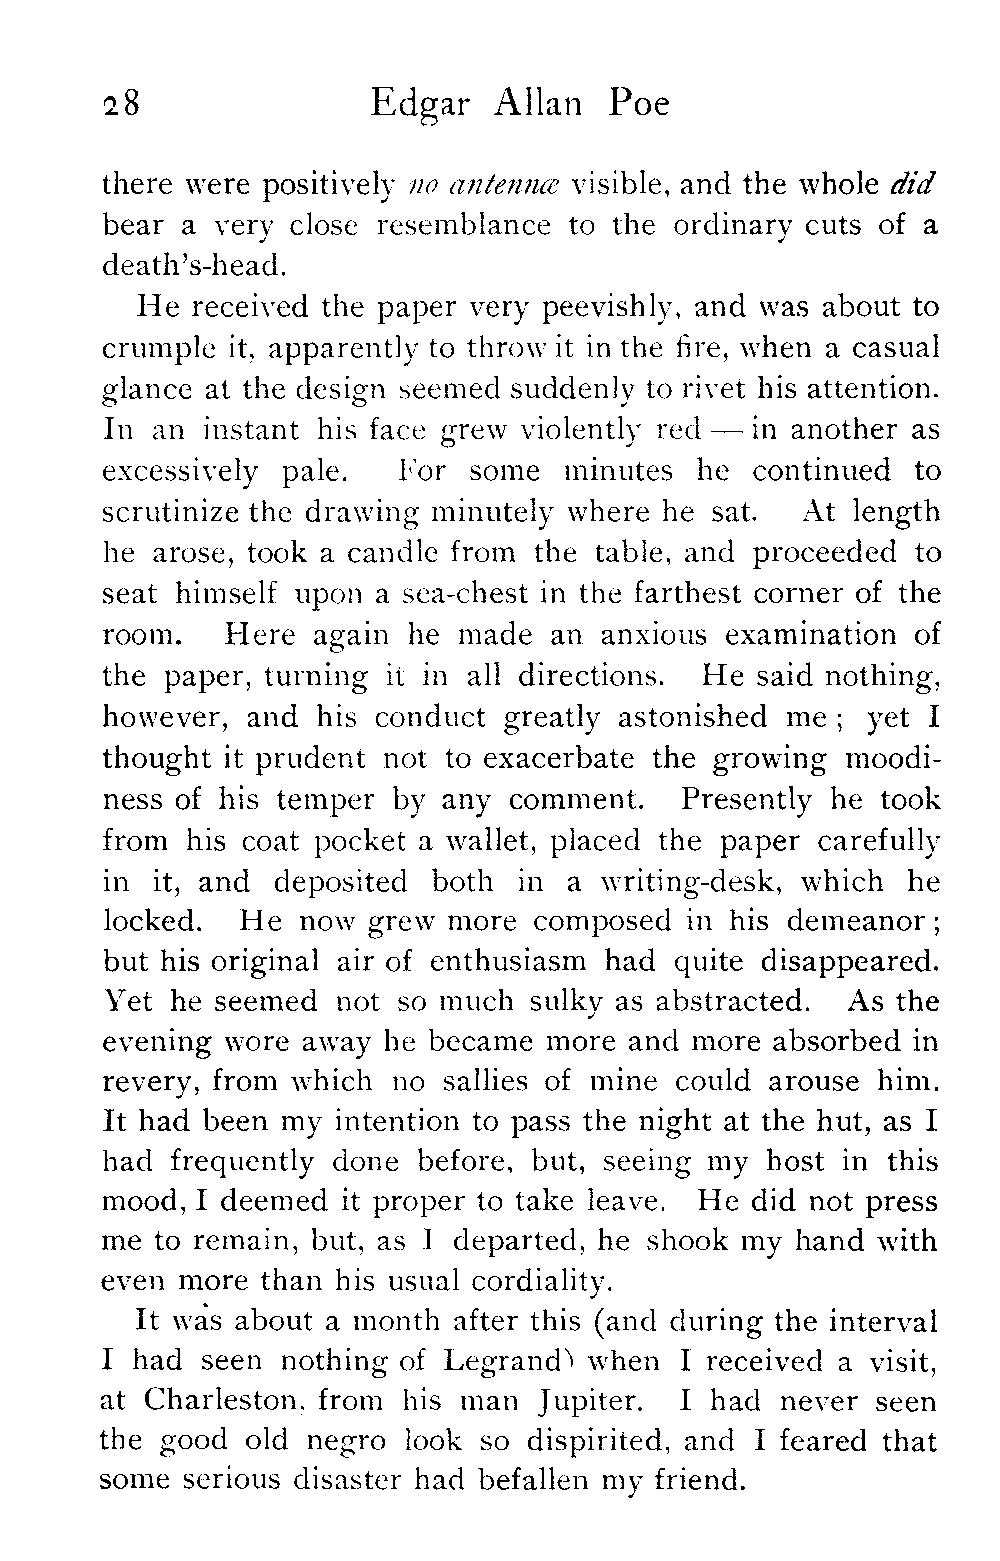 28 Edgar Allan Poe
there were positively no antennæ visible, and the whole did
bear a very close resemblance to the ordinary cuts of a
death's-head.
He received the paper very peevishly, and was about to
crumple it, apparently to throw it in the fire, when a casual
glance at the design seemed suddenly to rivet his attention.
In an instant his face grew violently red — in another as
excessively pale. For some minutes he continued to
scrutinize the drawing minutely where he sat. At length
he arose, took a candle from the table, and proceeded to
seat himself upon a sea-chest in the farthest corner of the
room. Here again he made an anxious examination of
the paper, turning it in all directions. He said nothing,
however, and his conduct greatly astonished me ; yet I
thought it prudent not to exacerbate the growing moodi-
ness of his temper by any comment. Presently he took
from his coat pocket a wallet, placed the paper carefully
in it, and deposited both in a writing-desk, which he
locked. He now grew more composed in his demeanor ;
but his original air of enthusiasm had quite disappeared.
Yet he seemed not so much sulky as abstracted. As the
evening wore away he became more and more absorbed in
revery, from which no sallies of mine could arouse him.
It had been my intention to pass the night at the hut, as I
had frequently done before, but, seeing my host in this
mood, I deemed it proper to take leave. He did not press
me to remain, but, as I departed, he shook my hand with
even more than his usual cordiality.
It was about a month after this (and during the interval
I had seen nothing of Legrand) when I received a visit,
at Charleston, from his man Jupiter. I had never seen
the good old negro look so dispirited, and I feared that
some serious disaster had befallen my friend.